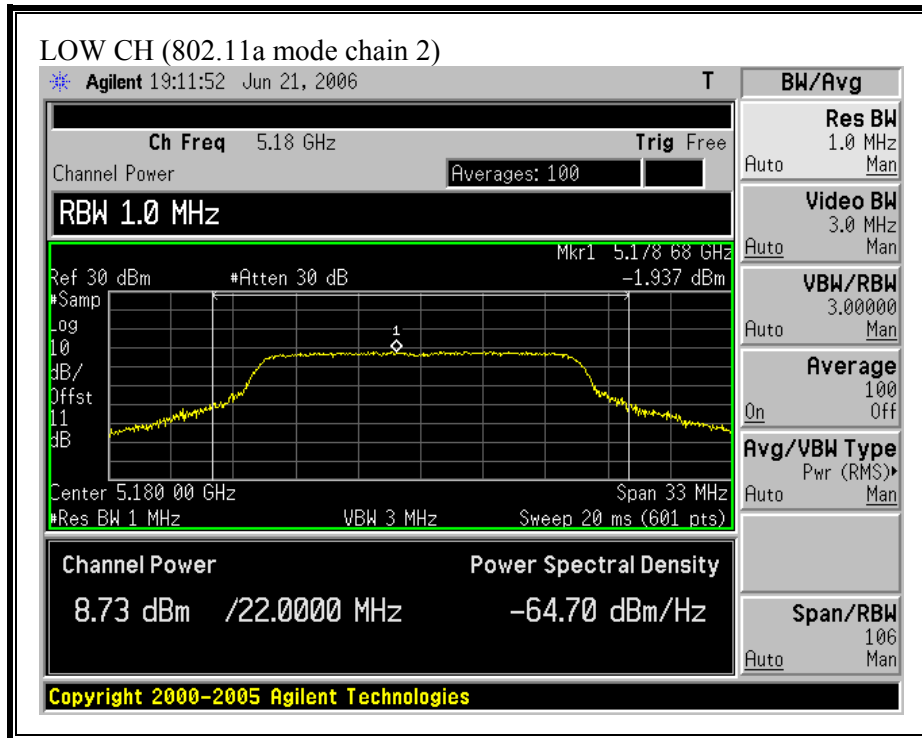 LOW CH (802.11a mode chain 2)
Agilent 19:11:52 Jun 21, 2006 T
Ch Freq 5.18 GHz Trig Free
Channel Power Averages: 100
RBW 1.0 MHz
Mkr1 5.178 68 GHz
Ref 30 dBm #Atten 30 dB -1.937 dBm
#Samp
Log
1
10
dB/
Offst
11
dB
Center 5.180 00 GHz Span 33 MHz
#Res BW 1 MHz VBW 3 MHz Sweep 20 ms (601 pts)
Channel Power Power Spectral Density
8.73 dBm /22.0000 MHz -64.70 dBm/Hz
Copyright 2000-2005 Agilent Technologies
BW/Avg
Res BW
1.0 MHz
Auto Man
Video BW
3.0 MHz
Auto Man
VBW/RBW
3.00000
Auto Man
Average
100
On Off
Avg/VBW Type
Pwr (RMS)▸
Auto Man
Span/RBW
106
Auto Man